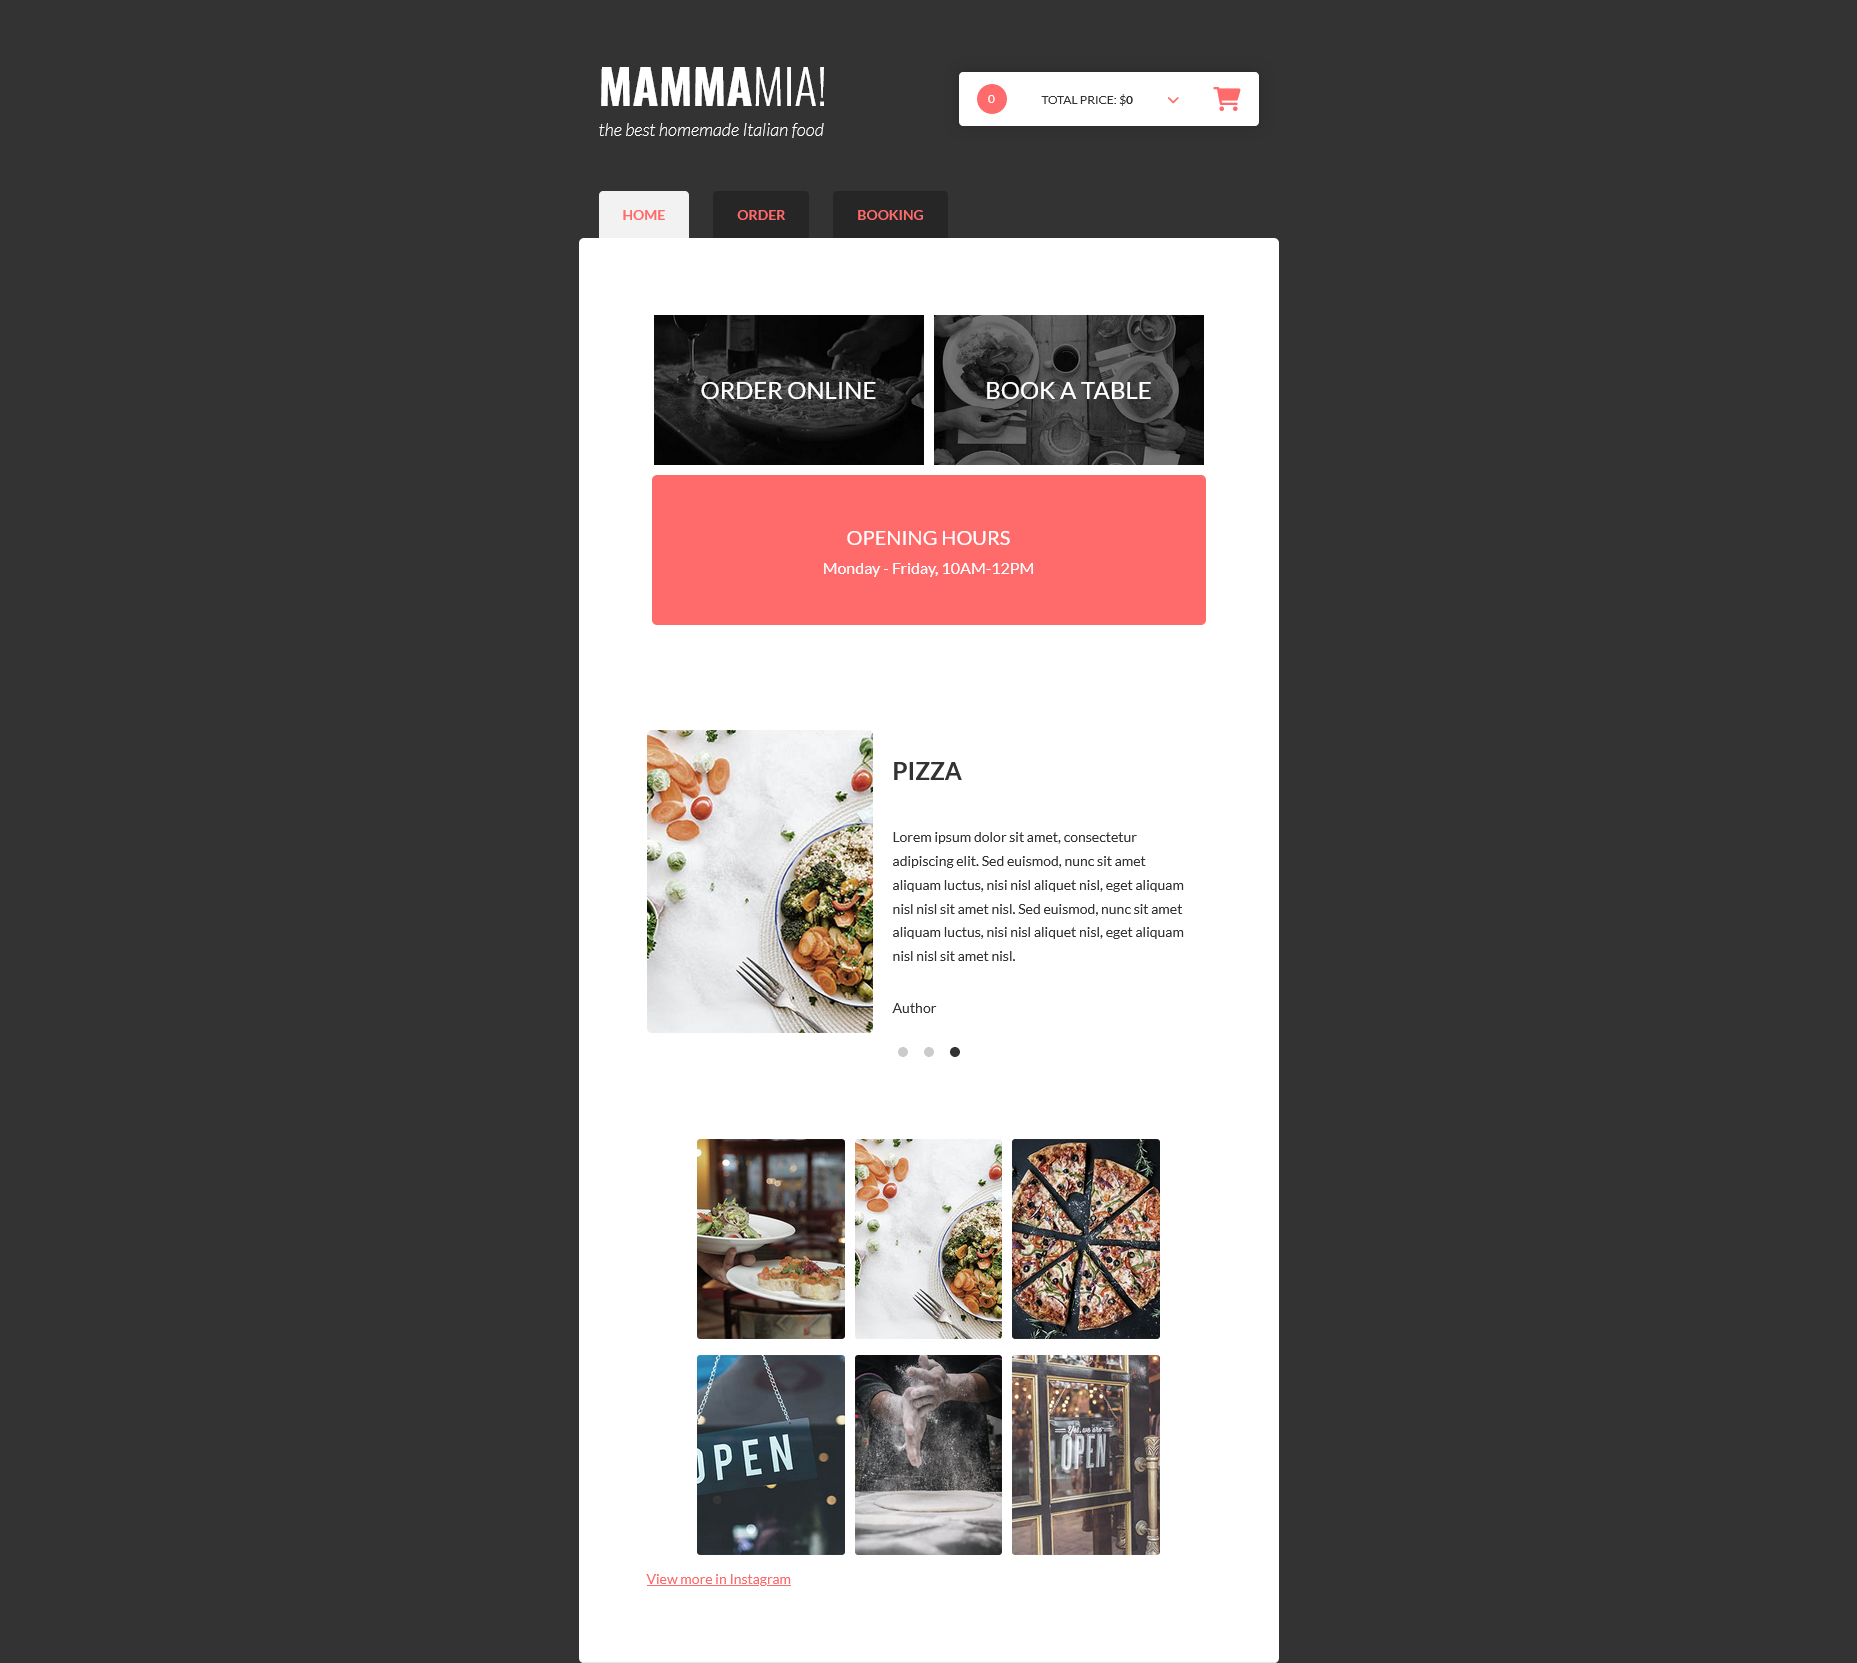 MAMMAMIA!
the best homemade Italian food
0
TOTAL PRICE: $0
HOME
ORDER
BOOKING
ORDER ONLINE
BOOK A TABLE
OPENING HOURS
Monday - Friday, 10AM-12PM
PIZZA
Lorem ipsum dolor sit amet, consectetur
adipiscing elit. Sed euismod, nunc sit amet
aliquam luctus, nisi nisl aliquet nisl, eget aliquam
nisl nisl sit amet nisl. Sed euismod, nunc sit amet
aliquam luctus, nisi nisl aliquet nisl, eget aliquam
nisl nisl sit amet nisl.
Author
OPEN
Yes, we are
OPEN
View more in Instagram